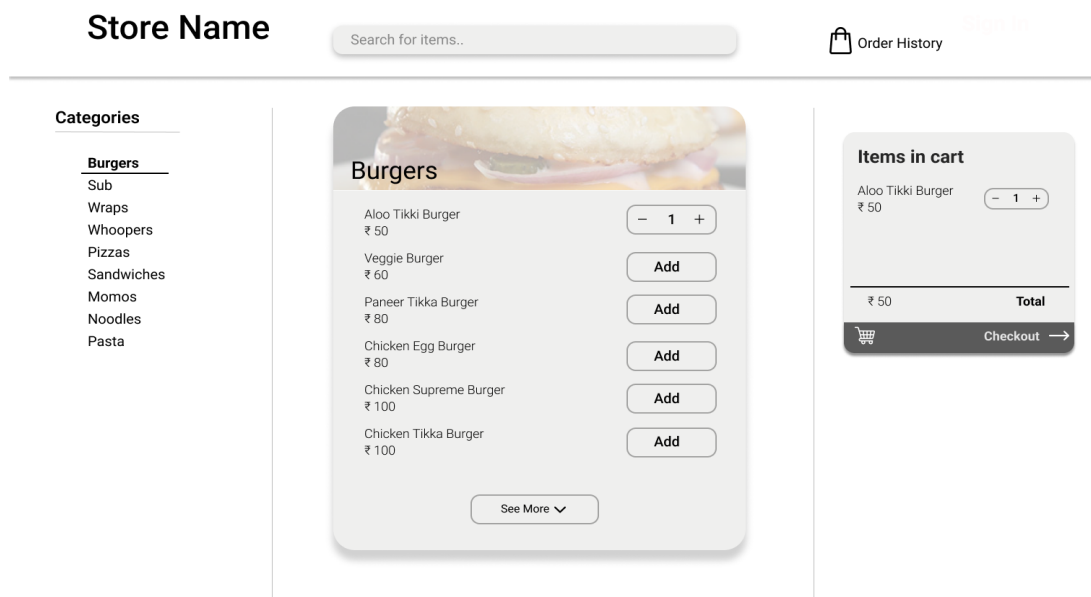 Store Name
Search for items..
Order History
Sign In
Categories
Burgers
Sub
Wraps
Whoopers
Pizzas
Sandwiches
Momos
Noodles
Pasta
Burgers
Aloo Tikki Burger
₹ 50
− 1 +
Veggie Burger
₹ 60
Add
Paneer Tikka Burger
₹ 80
Add
Chicken Egg Burger
₹ 80
Add
Chicken Supreme Burger
₹ 100
Add
Chicken Tikka Burger
₹ 100
Add
See More
Items in cart
Aloo Tikki Burger
₹ 50
− 1 +
₹ 50 Total
Checkout